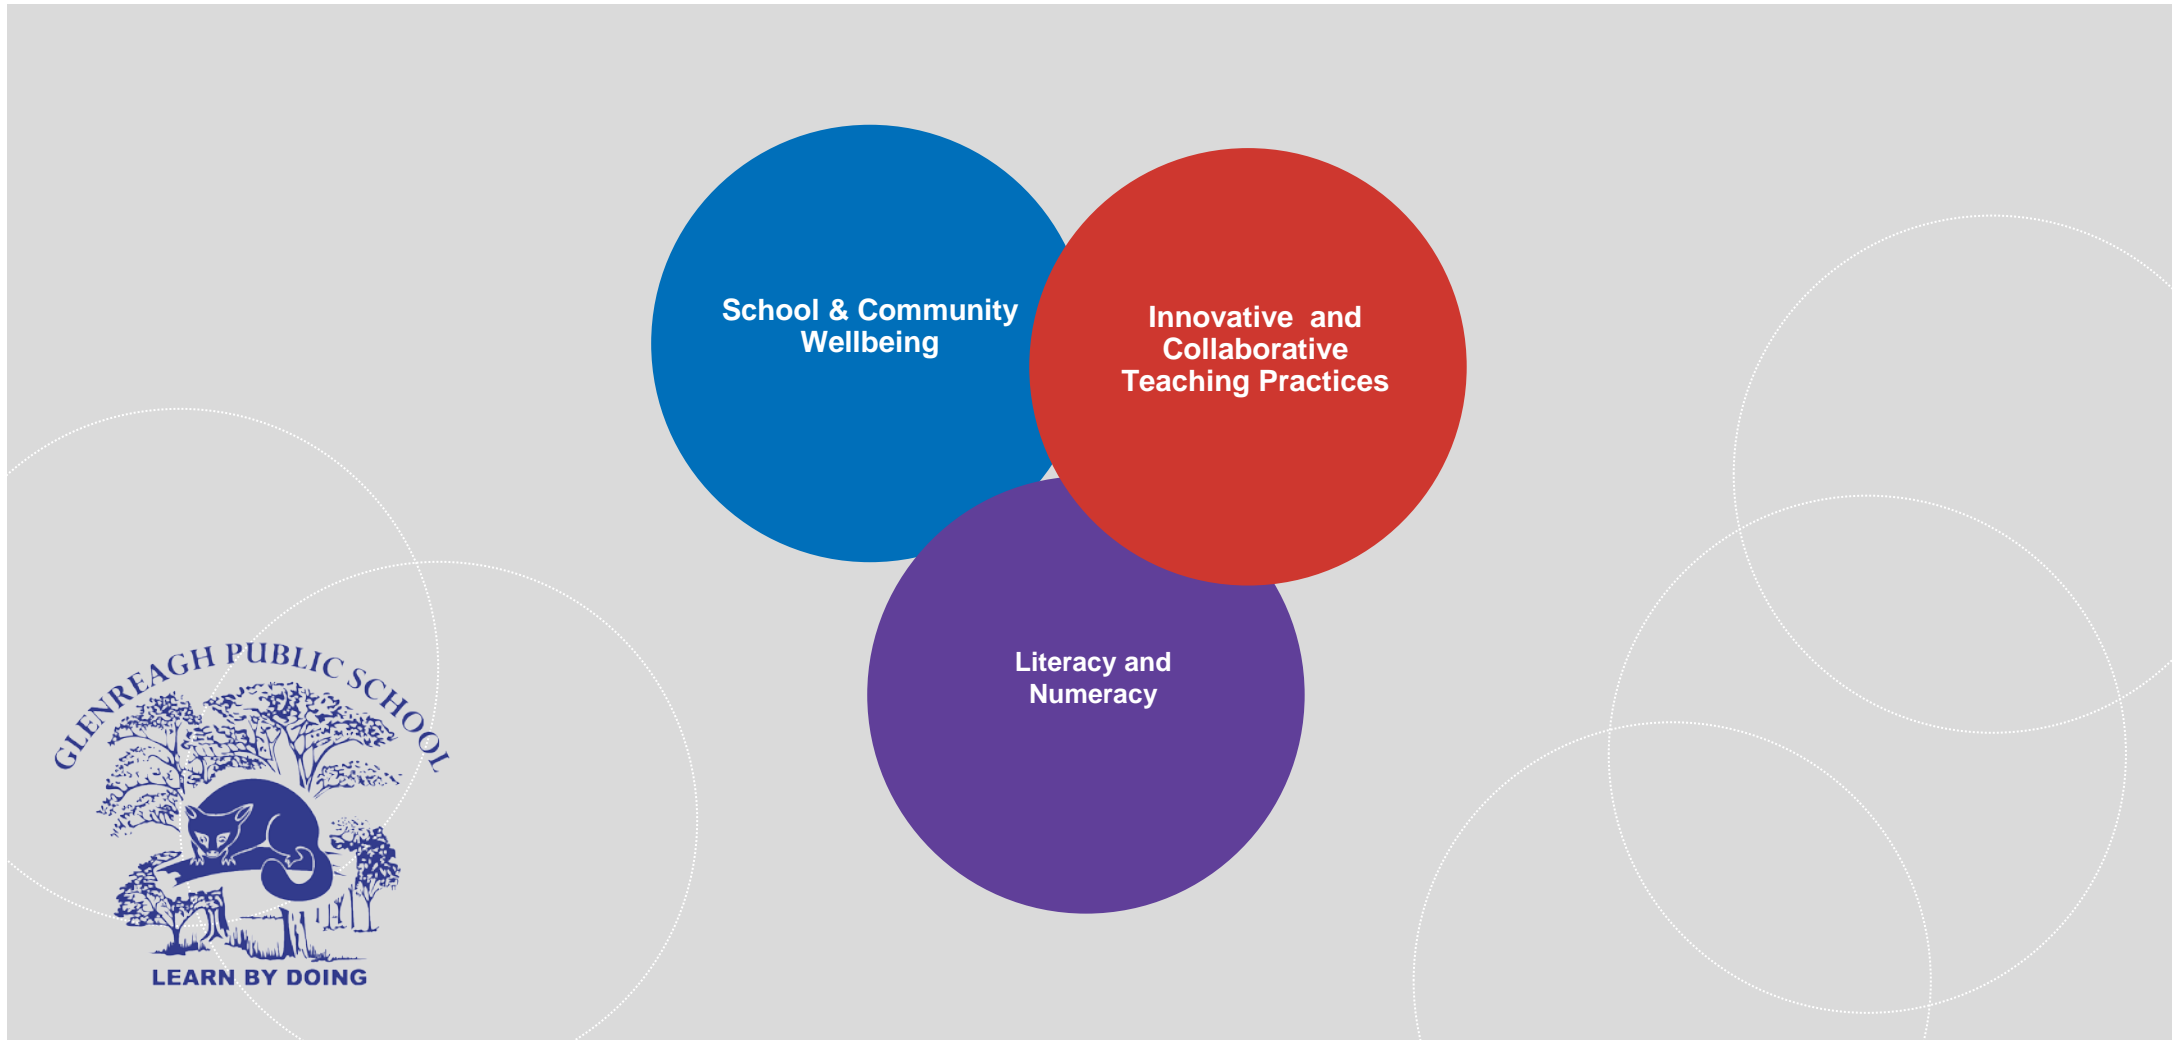 School & Community
Wellbeing
Innovative and
Collaborative
Teaching Practices
Literacy and
Numeracy
GLENREAGH PUBLIC SCHOOL
LEARN BY DOING